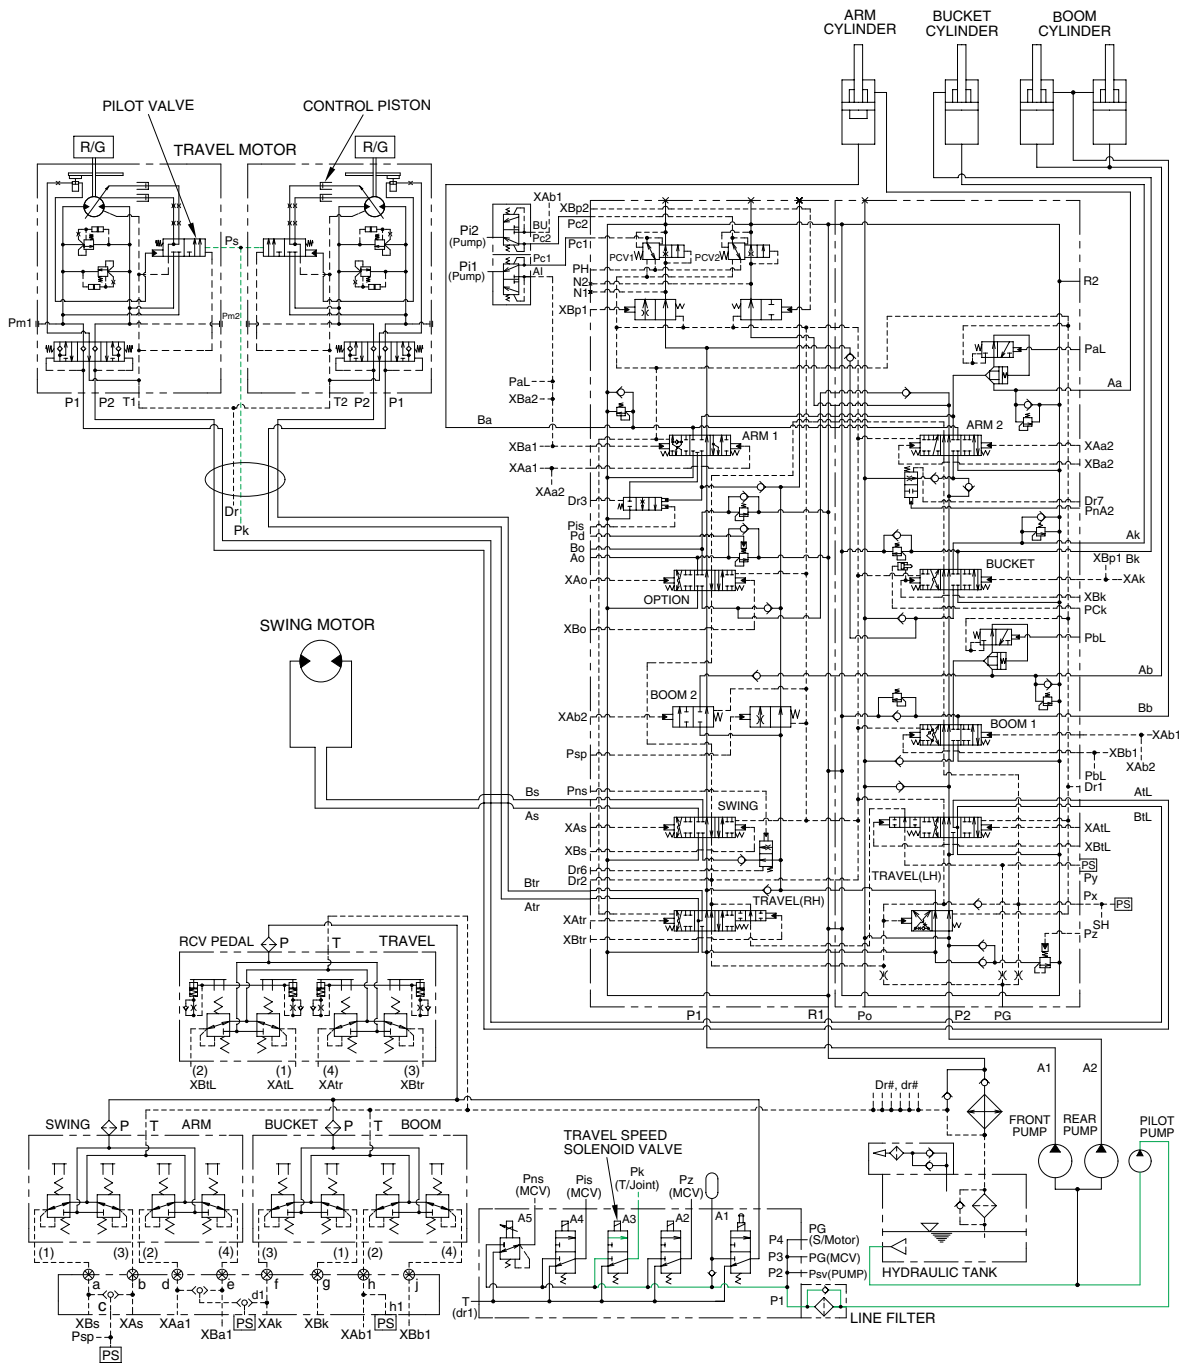 ARM
CYLINDER
BUCKET
CYLINDER
BOOM
CYLINDER
PILOT VALVE
CONTROL PISTON
R/G
TRAVEL MOTOR
R/G
XAb1
XBp2
Pi2
(Pump)
BU
Pc2
Pc2
Ps
Pc1
Pc1
Pi1
(Pump)
AI
PH
PCV1
PCV2
N2
N1
R2
XBp1
Pm1
Pm2
PaL
PaL
XBa2
Aa
P1
P2
T1
T2
P2
P1
Ba
ARM 1
ARM 2
XBa1
XAa2
XAa1
XBa2
XAa2
Dr3
Dr7
Dr
PnA2
Pis
Pk
Pd
Bo
Ao
Ak
XBp1
Bk
BUCKET
XAo
XAk
OPTION
XBk
PCk
SWING MOTOR
XBo
PbL
Ab
BOOM 2
Bb
XAb2
BOOM 1
XAb1
Psp
XBb1
PbL
XAb2
Dr1
Pns
Bs
AtL
As
SWING
BtL
XAs
XAtL
XBs
XBtL
Dr6
Dr2
TRAVEL(LH)
PS
Py
Btr
Px
PS
Atr
TRAVEL(RH)
XAtr
SH
XBtr
Pz
RCV PEDAL
P
T
TRAVEL
P1
R1
Po
P2
PG
(2)
(1)
(4)
(3)
XBtL
XAtL
XAtr
XBtr
A1
A2
Dr#, dr#
SWING
P
T
ARM
BUCKET
P
T
BOOM
TRAVEL SPEED
SOLENOID VALVE
FRONT
PUMP
REAR
PUMP
PILOT
PUMP
Pns
(MCV)
Pis
(MCV)
Pk
(T/Joint)
Pz
(MCV)
A5
A4
A3
A2
A1
PG
P4
(S/Motor)
P3
PG(MCV)
P2
Psv(PUMP)
P1
T
(dr1)
HYDRAULIC TANK
LINE FILTER
(1)
(3)
(2)
(4)
(3)
(1)
(2)
(4)
a
b
d
e
f
g
h
j
c
d1
h1
XBs
XAs
XAa1
XBa1
PS
XAk
XBk
XAb1
PS
XBb1
Psp
PS